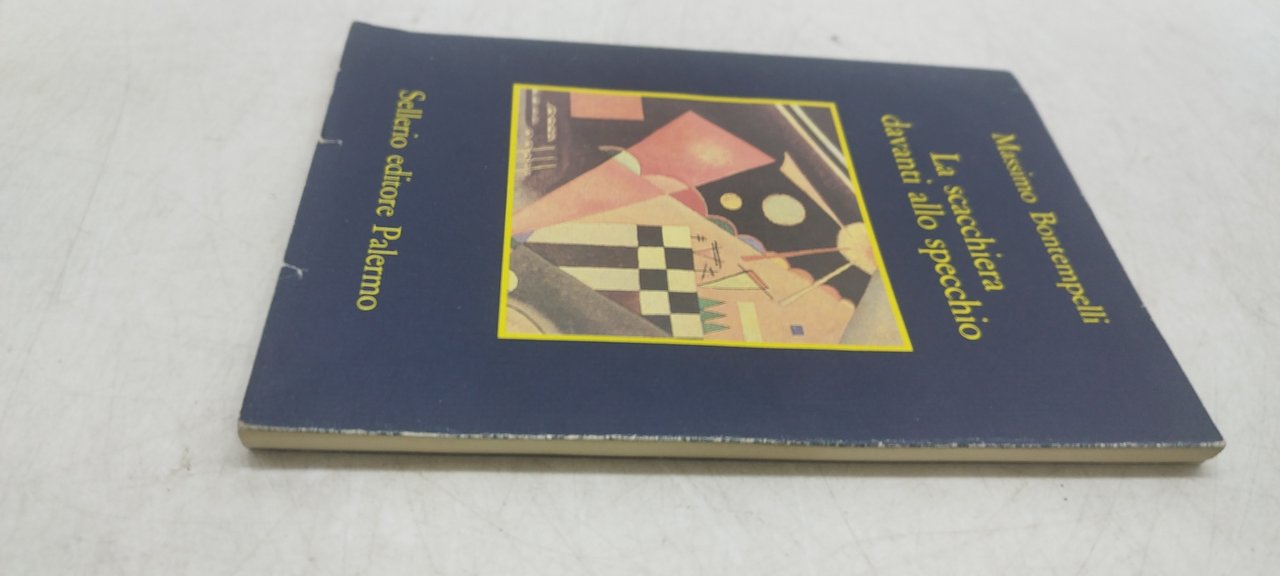 Massimo Bontempelli
La scacchiera
davanti allo specchio
Sellerio editore Palermo